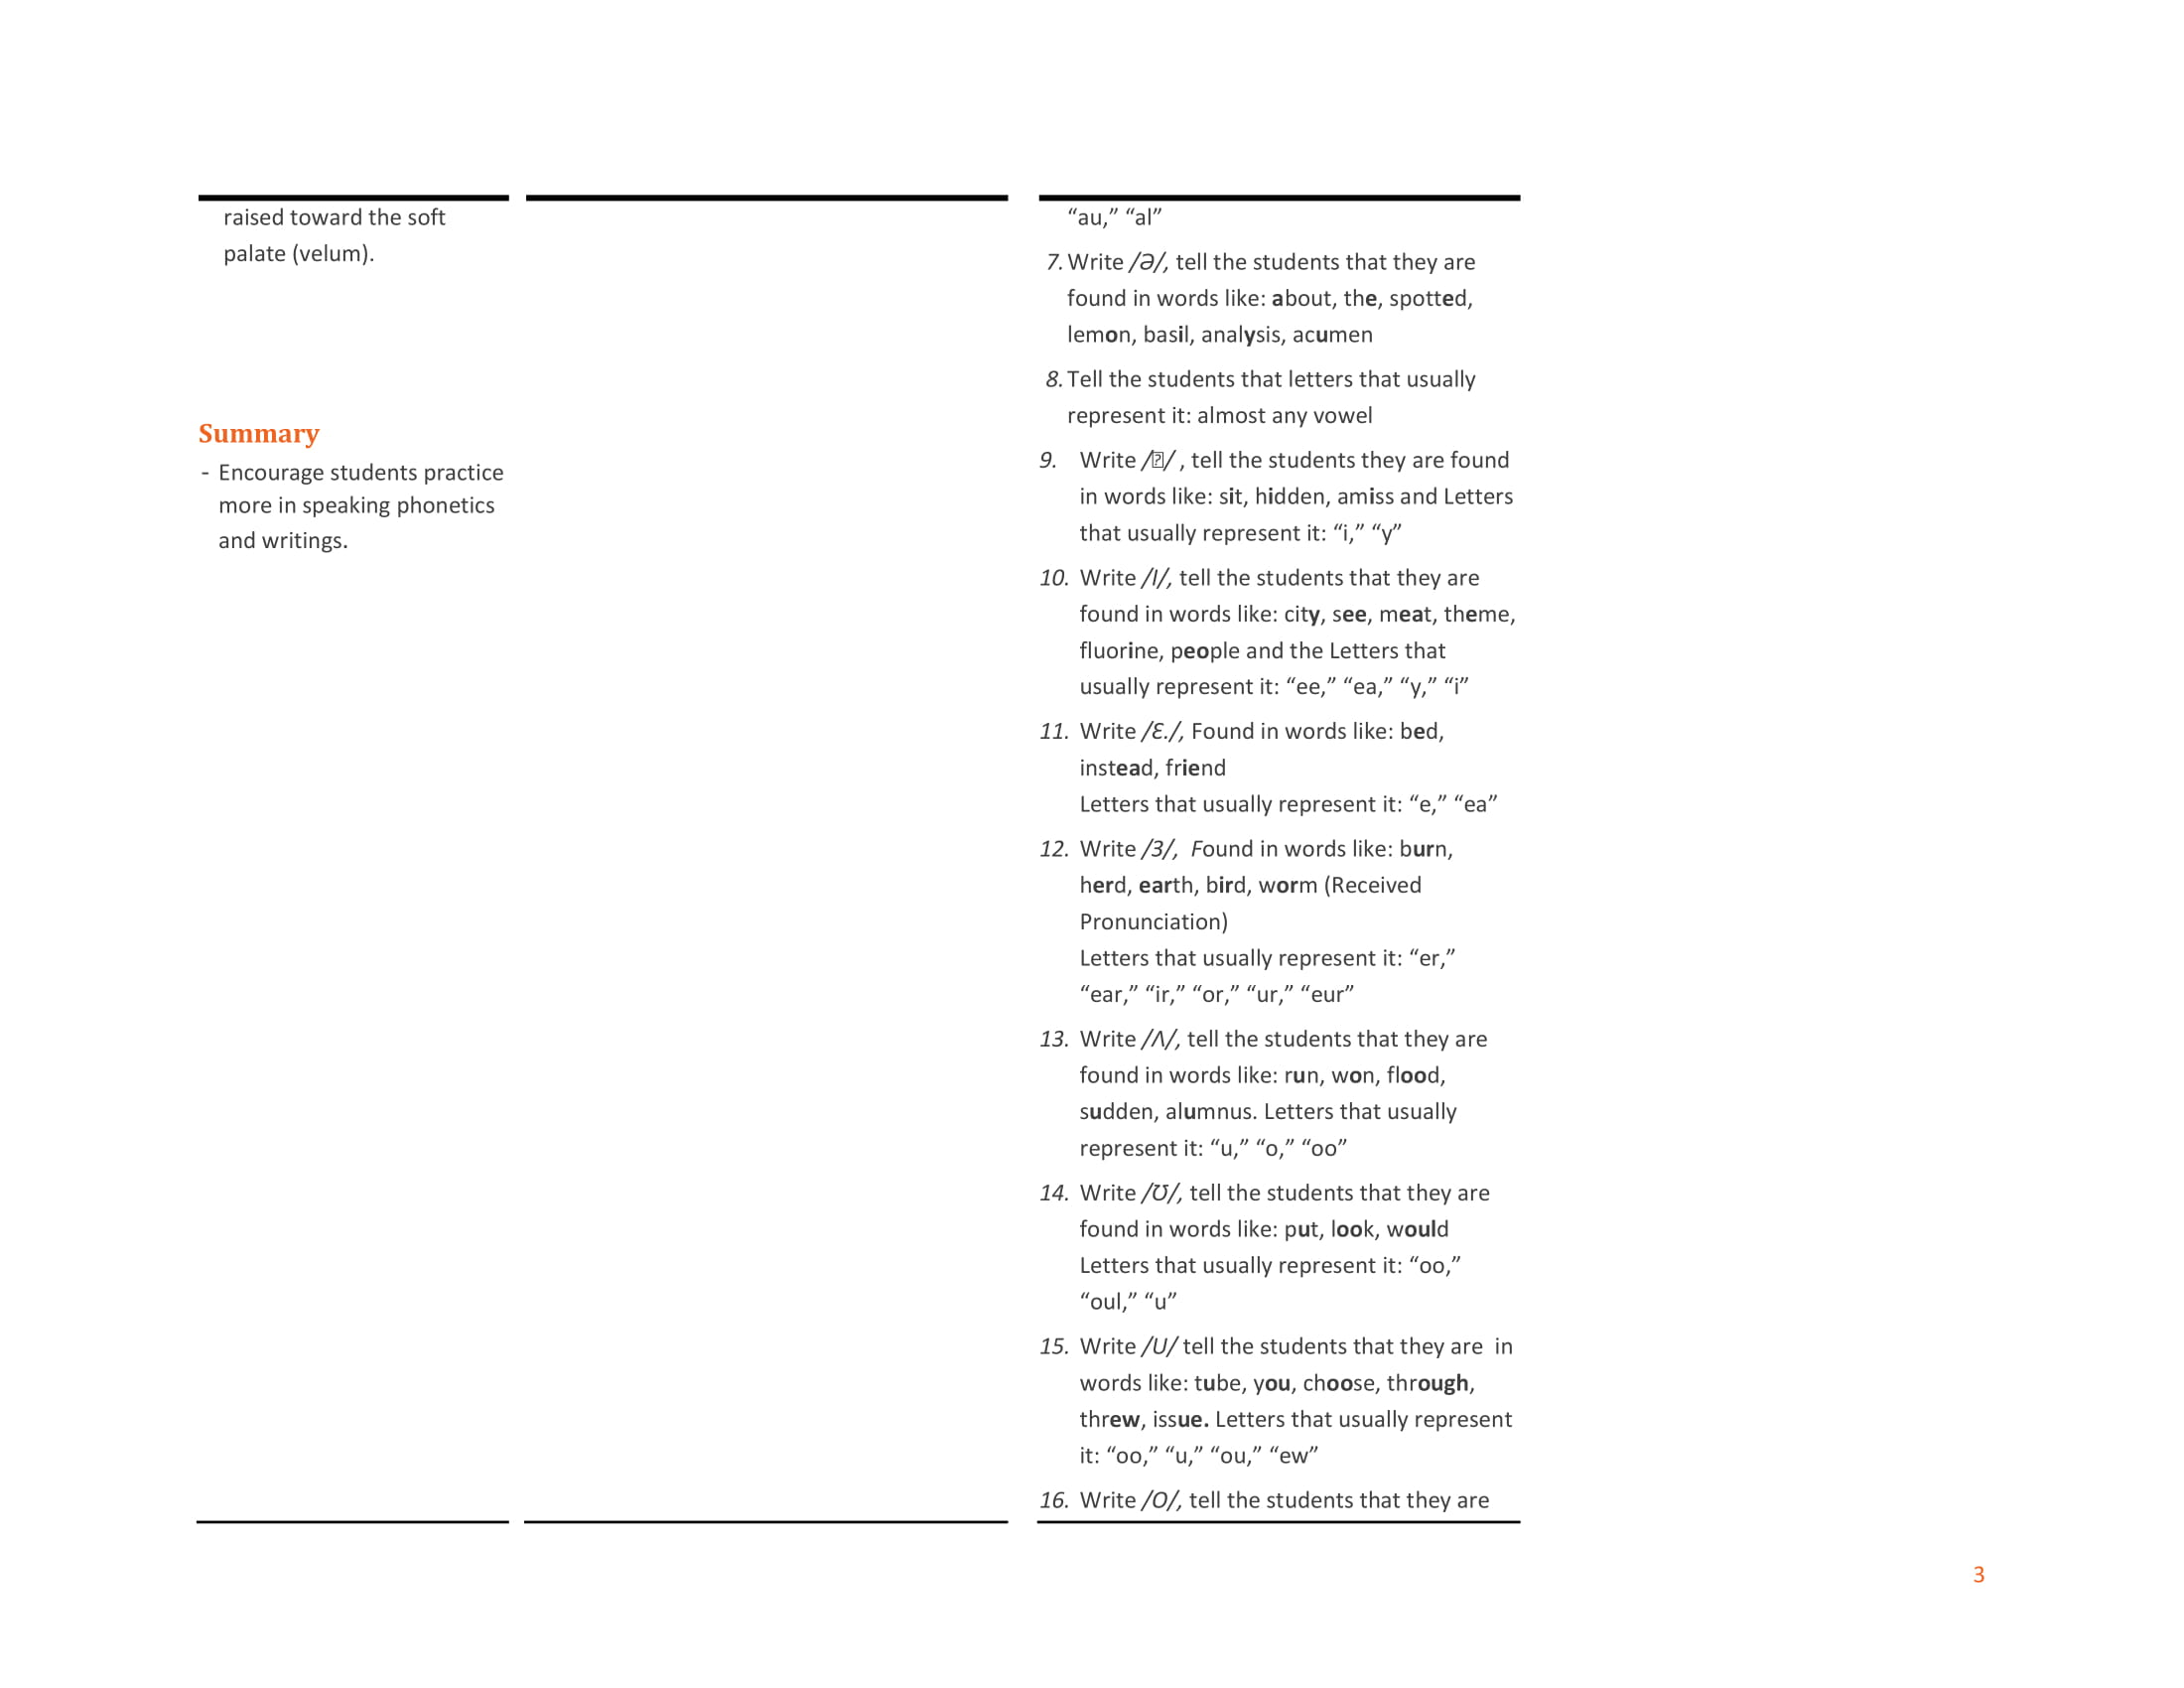 raised toward the soft
palate (velum).
Summary
- Encourage students practice
more in speaking phonetics
and writings.
“au,” “al”
7. Write /Ə/, tell the students that they are
found in words like: about, the, spotted,
lemon, basil, analysis, acumen
8. Tell the students that letters that usually
represent it: almost any vowel
9. Write // , tell the students they are found
in words like: sit, hidden, amiss and Letters
that usually represent it: “i,” “y”
10. Write /I/, tell the students that they are
found in words like: city, see, meat, theme,
fluorine, people and the Letters that
usually represent it: “ee,” “ea,” “y,” “i”
11. Write /Ɛ./, Found in words like: bed,
instead, friend
Letters that usually represent it: “e,” “ea”
12. Write /3/, Found in words like: burn,
herd, earth, bird, worm (Received
Pronunciation)
Letters that usually represent it: “er,”
“ear,” “ir,” “or,” “ur,” “eur”
13. Write /Ʌ/, tell the students that they are
found in words like: run, won, flood,
sudden, alumnus. Letters that usually
represent it: “u,” “o,” “oo”
14. Write /Ʊ/, tell the students that they are
found in words like: put, look, would
Letters that usually represent it: “oo,”
“oul,” “u”
15. Write /U/ tell the students that they are in
words like: tube, you, choose, through,
threw, issue. Letters that usually represent
it: “oo,” “u,” “ou,” “ew”
16. Write /O/, tell the students that they are
3